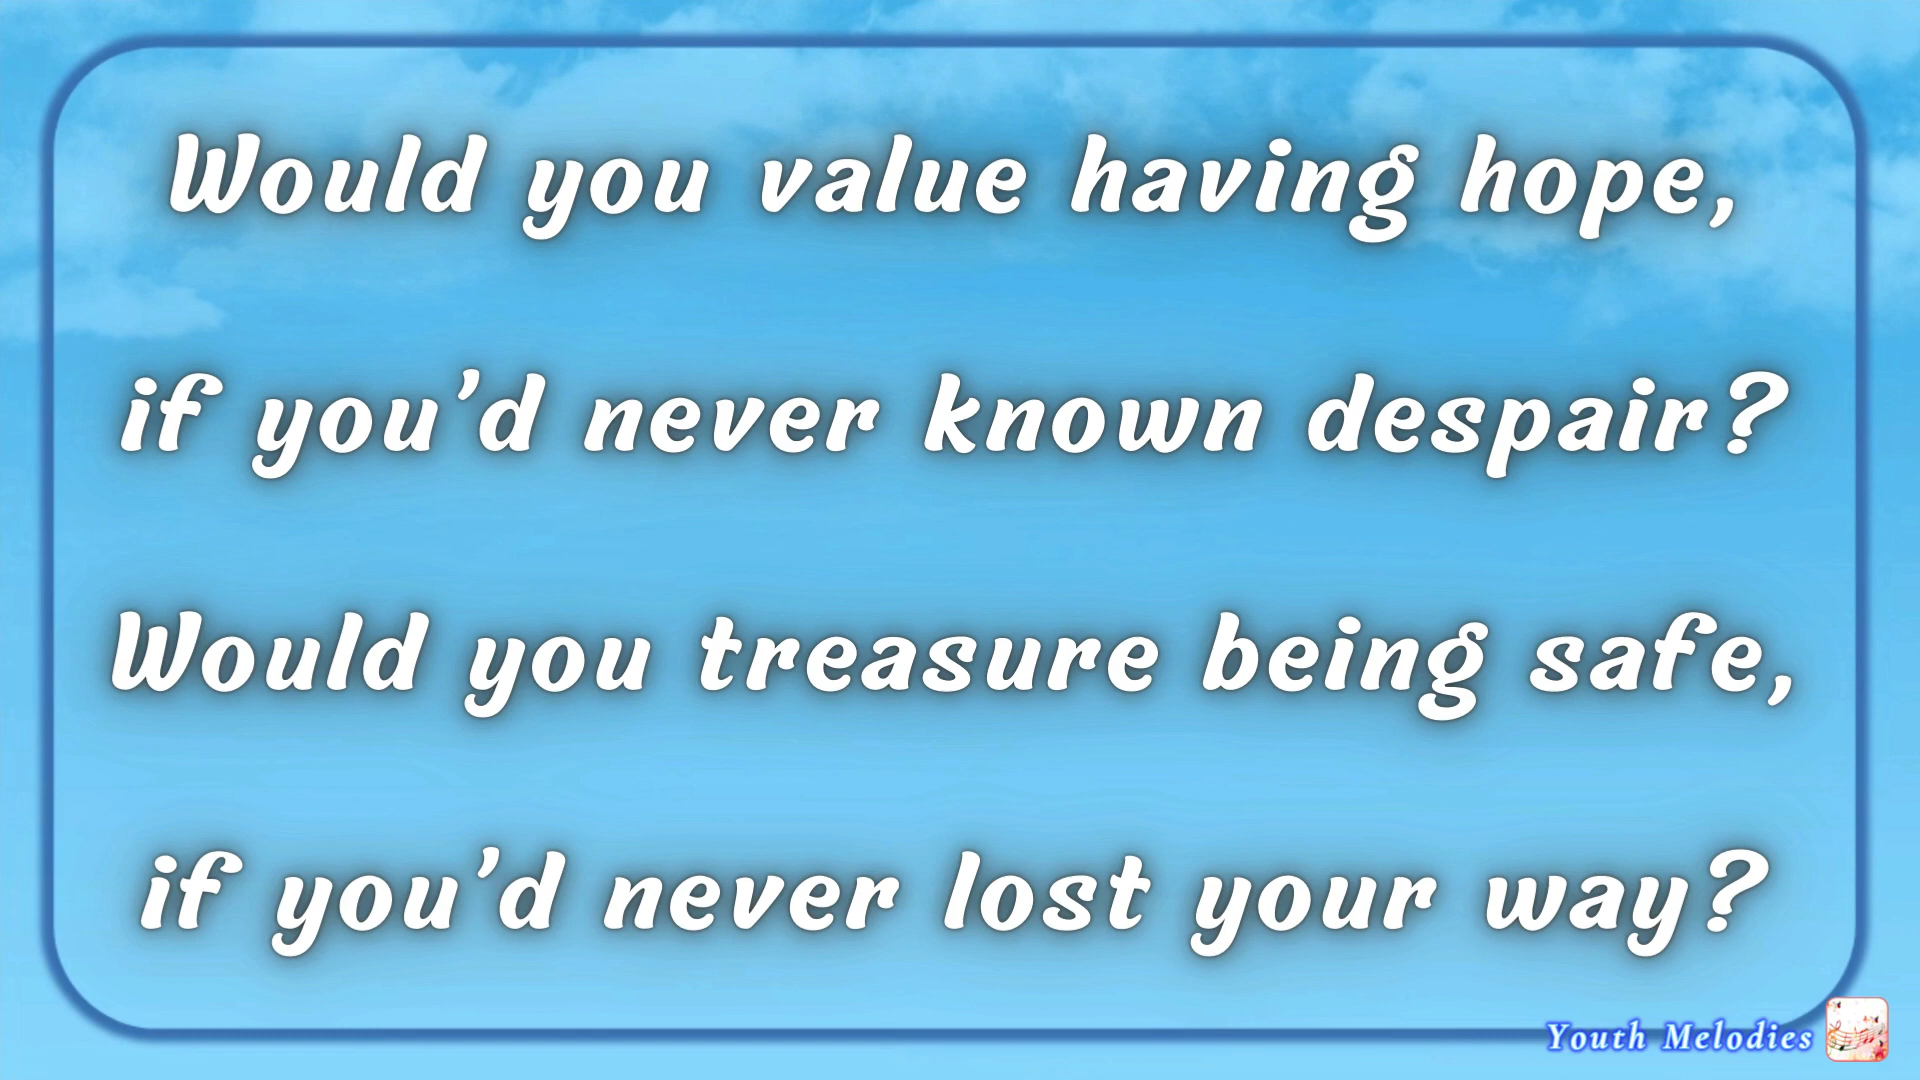 Would you value having hope,
if you’d never known despair?
Would you treasure being safe,
if you’d never lost your way?
Youth Melodies